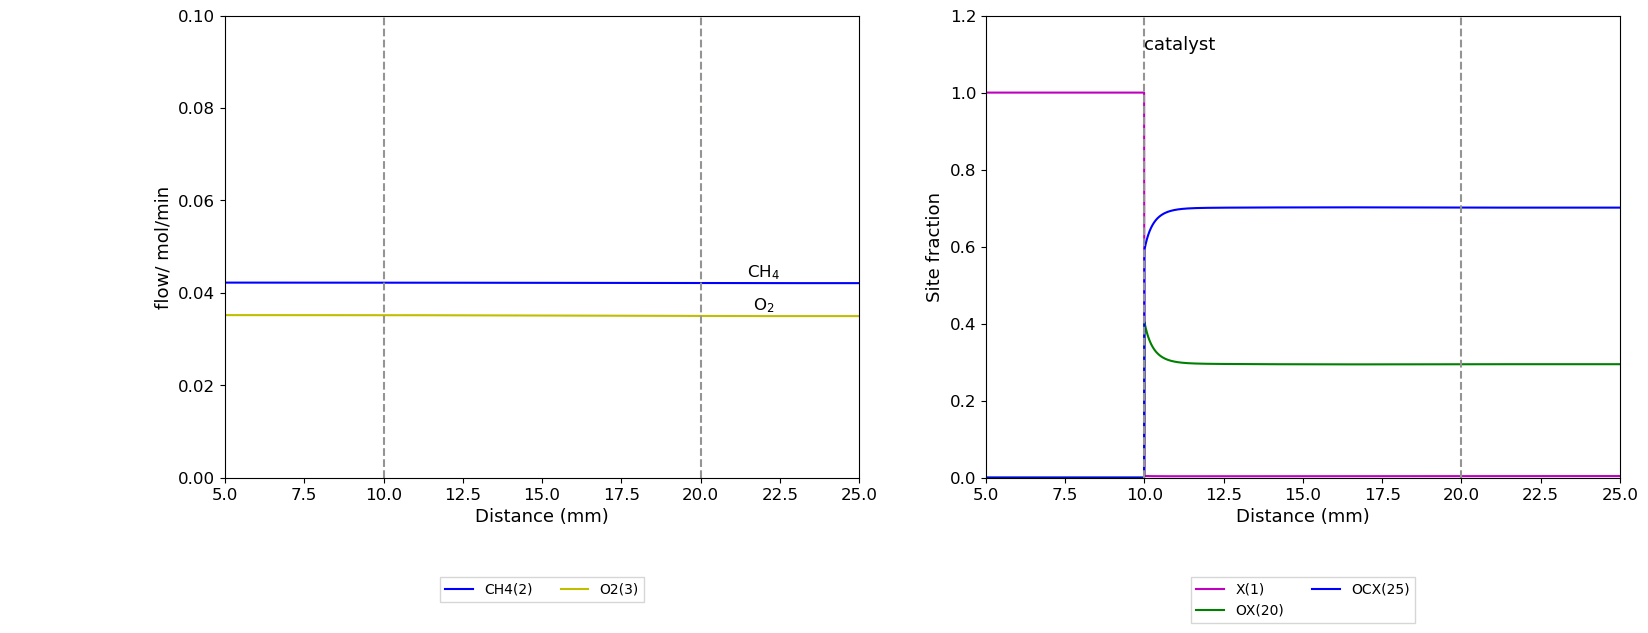 0.10
0.08
0.06
0.04
0.02
0.00
flow/ mol/min
CH4
O2
5.0 7.5 10.0 12.5 15.0 17.5 20.0 22.5 25.0
Distance (mm)
CH4(2) O2(3)
1.2
1.0
0.8
0.6
0.4
0.2
0.0
Site fraction
catalyst
5.0 7.5 10.0 12.5 15.0 17.5 20.0 22.5 25.0
Distance (mm)
X(1) OCX(25)
OX(20)